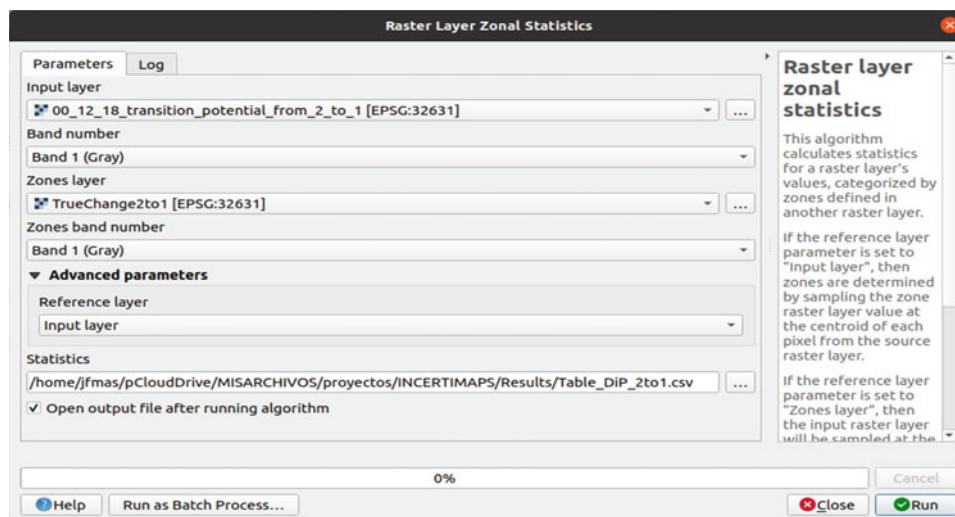 Raster Layer Zonal Statistics
Parameters
Log
Input layer
00_12_18_transition_potential_from_2_to_1 [EPSG:32631]
...
Band number
Band 1 (Gray)
Zones layer
TrueChange2to1 [EPSG:32631]
...
Zones band number
Band 1 (Gray)
Advanced parameters
Reference layer
Input layer
Statistics
/home/jfmas/pCloudDrive/MISARCHIVOS/proyectos/INCERTIMAPS/Results/Table_DiP_2to1.csv
...
Open output file after running algorithm
Raster layer
zonal
statistics
This algorithm
calculates statistics
for a raster layer's
values, categorized by
zones defined in
another raster layer.
If the reference layer
parameter is set to
"Input layer", then
zones are determined
by sampling the zone
raster layer value at
the centroid of each
pixel from the source
raster layer.
If the reference layer
parameter is set to
"Zones layer", then
the input raster layer
will be sampled at the
0%
Cancel
Help
Run as Batch Process...
Close
Run